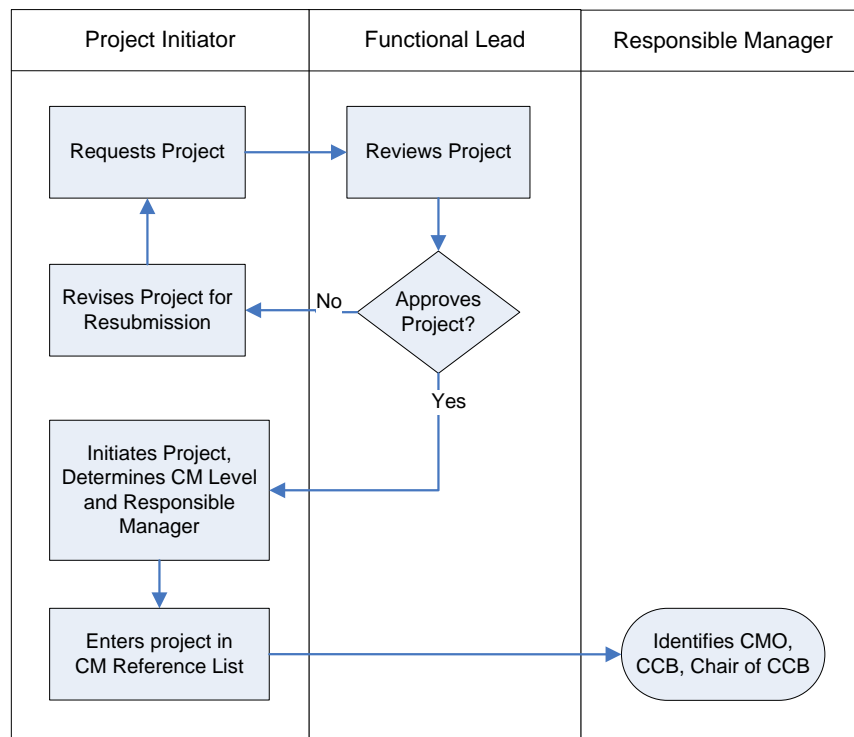 Project Initiator
Functional Lead
Responsible Manager
Requests Project
Reviews Project
Revises Project for
Resubmission
No
Approves
Project?
Yes
Initiates Project,
Determines CM Level
and Responsible
Manager
Enters project in
CM Reference List
Identifies CMO,
CCB, Chair of CCB